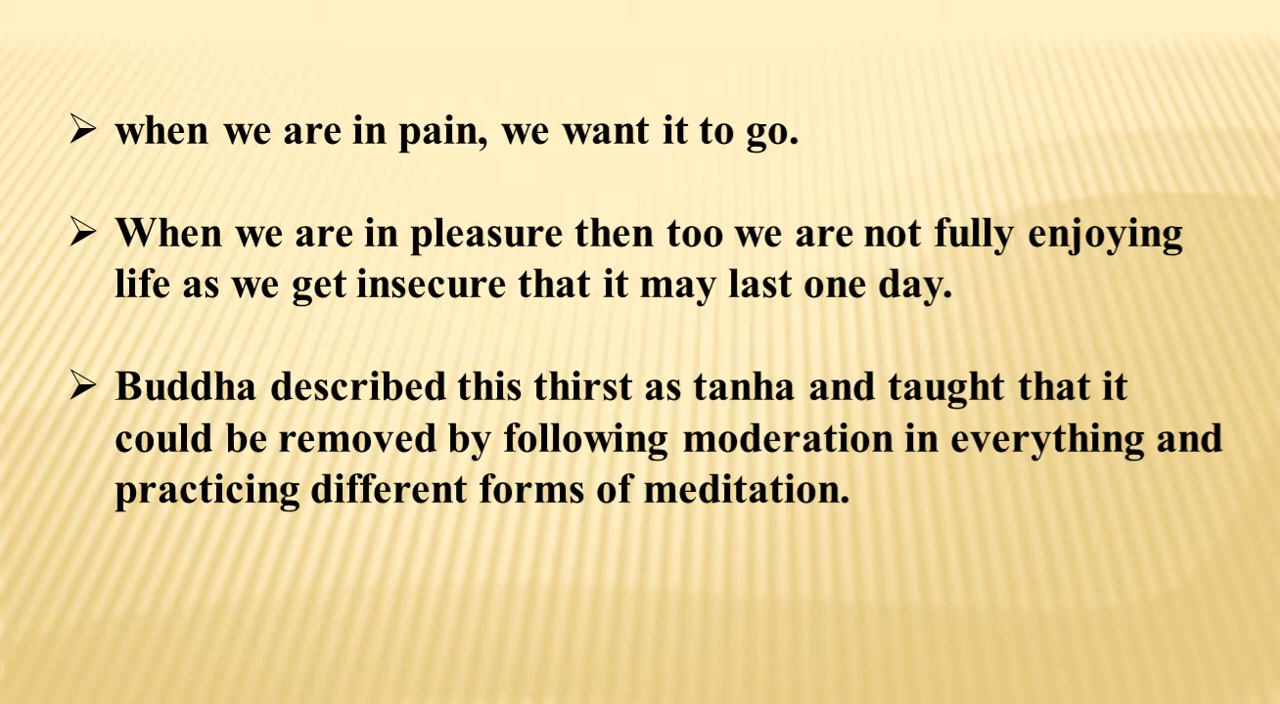 ➢ when we are in pain, we want it to go.
➢ When we are in pleasure then too we are not fully enjoying
life as we get insecure that it may last one day.
➢ Buddha described this thirst as tanha and taught that it
could be removed by following moderation in everything and
practicing different forms of meditation.